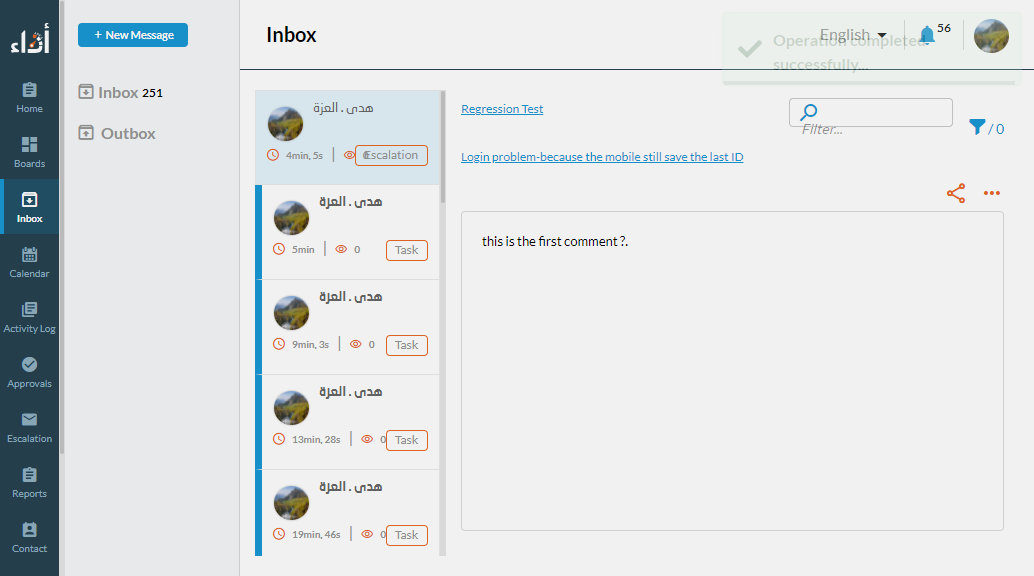 أداء
Home
Boards
Inbox
Calendar
Activity Log
Approvals
Escalation
Reports
Contact
+ New Message
Inbox 251
Outbox
Inbox
English
56
Operation completed
successfully...
هدى . العزة
4min, 5s | 0
Escalation
هدى . العزة
5min | 0
Task
هدى . العزة
9min, 3s | 0
Task
هدى . العزة
13min, 28s | 0
Task
هدى . العزة
19min, 46s | 0
Task
Regression Test
Filter...
/ 0
Login problem-because the mobile still save the last ID
this is the first comment ?.